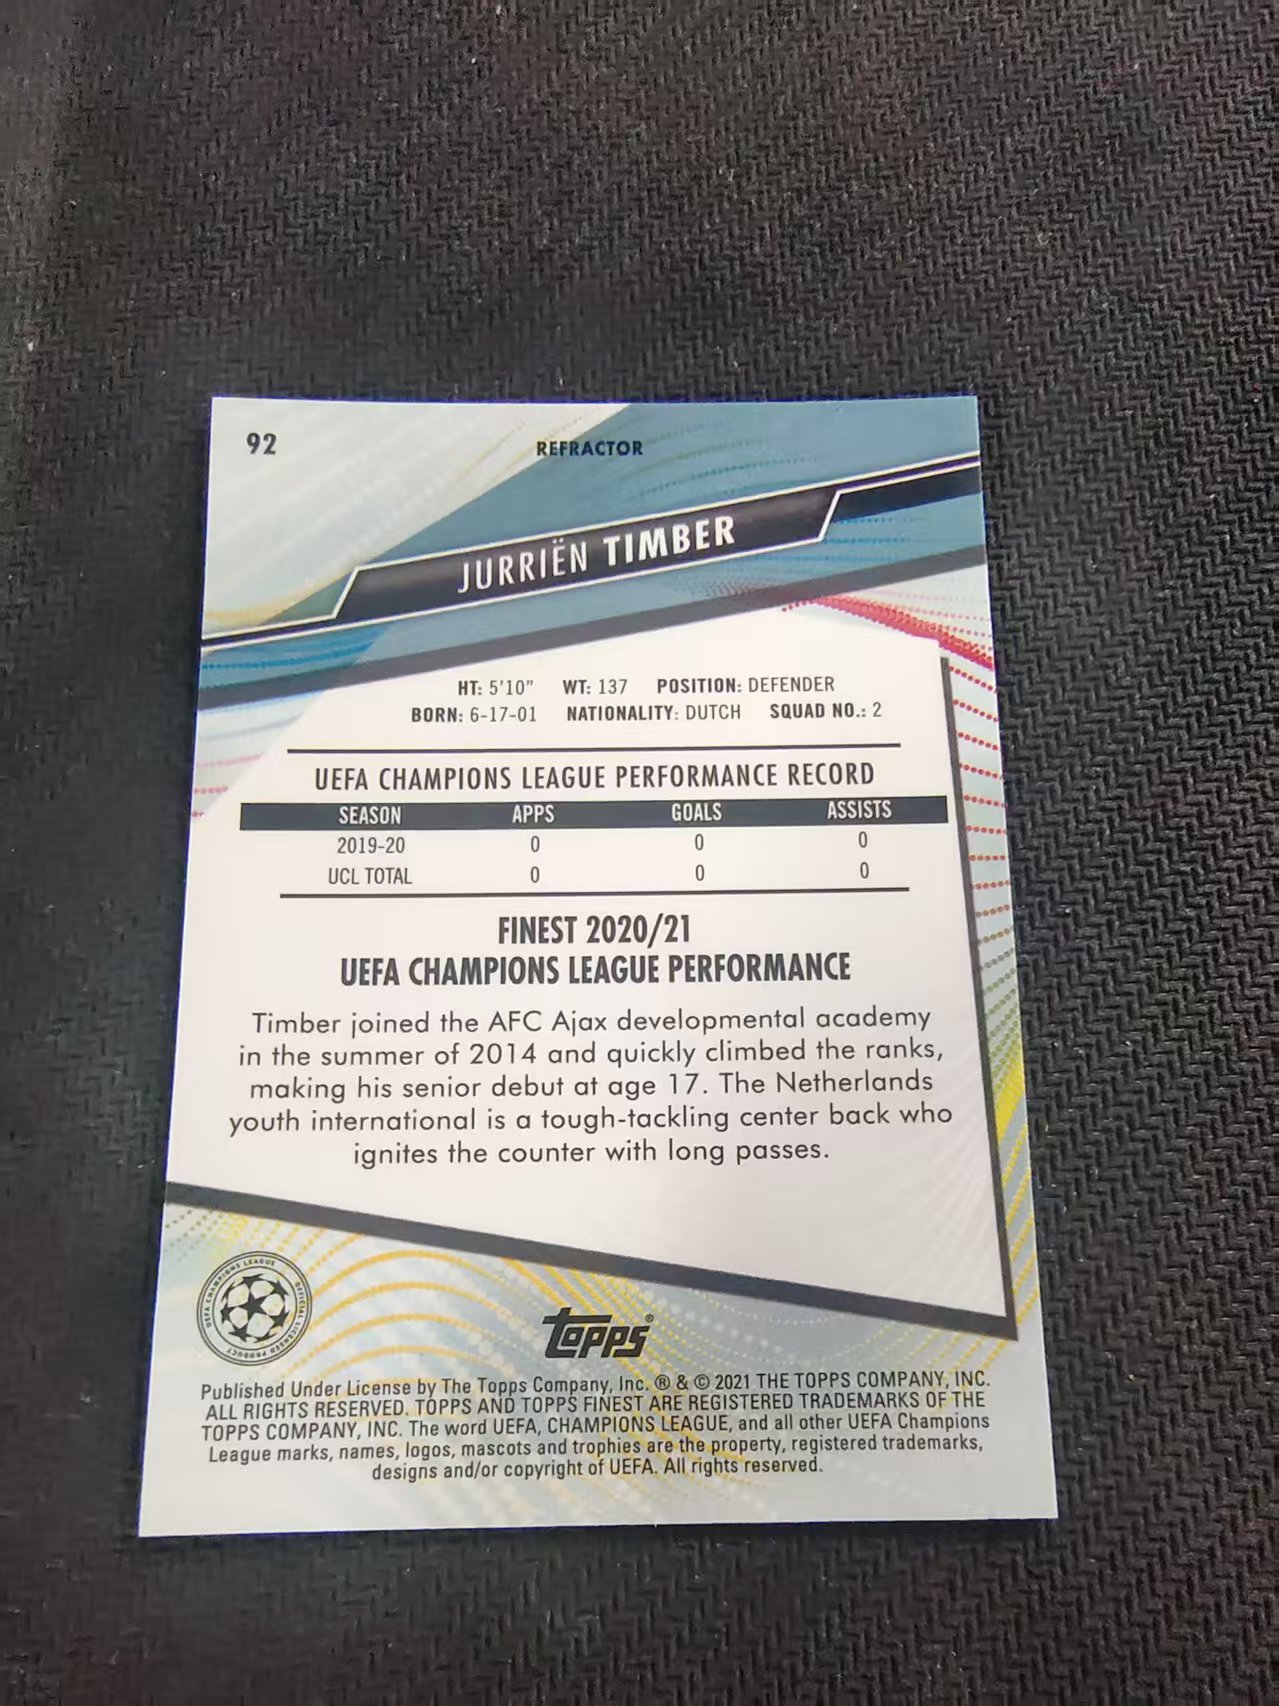 92
REFRACTOR
JURRIËN TIMBER
HT: 5'10" WT: 137 POSITION: DEFENDER
BORN: 6-17-01 NATIONALITY: DUTCH SQUAD NO.: 2
UEFA CHAMPIONS LEAGUE PERFORMANCE RECORD
SEASON APPS GOALS ASSISTS
2019-20 0 0 0
UCL TOTAL 0 0 0
FINEST 2020/21
UEFA CHAMPIONS LEAGUE PERFORMANCE
Timber joined the AFC Ajax developmental academy
in the summer of 2014 and quickly climbed the ranks,
making his senior debut at age 17. The Netherlands
youth international is a tough-tackling center back who
ignites the counter with long passes.
UEFA CHAMPIONS LEAGUE
OFFICIAL LICENSED PRODUCT
topps®
Published Under License by The Topps Company, Inc. ® & © 2021 THE TOPPS COMPANY, INC.
ALL RIGHTS RESERVED. TOPPS AND TOPPS FINEST ARE REGISTERED TRADEMARKS OF THE
TOPPS COMPANY, INC. The word UEFA, CHAMPIONS LEAGUE, and all other UEFA Champions
League marks, names, logos, mascots and trophies are the property, registered trademarks,
designs and/or copyright of UEFA. All rights reserved.